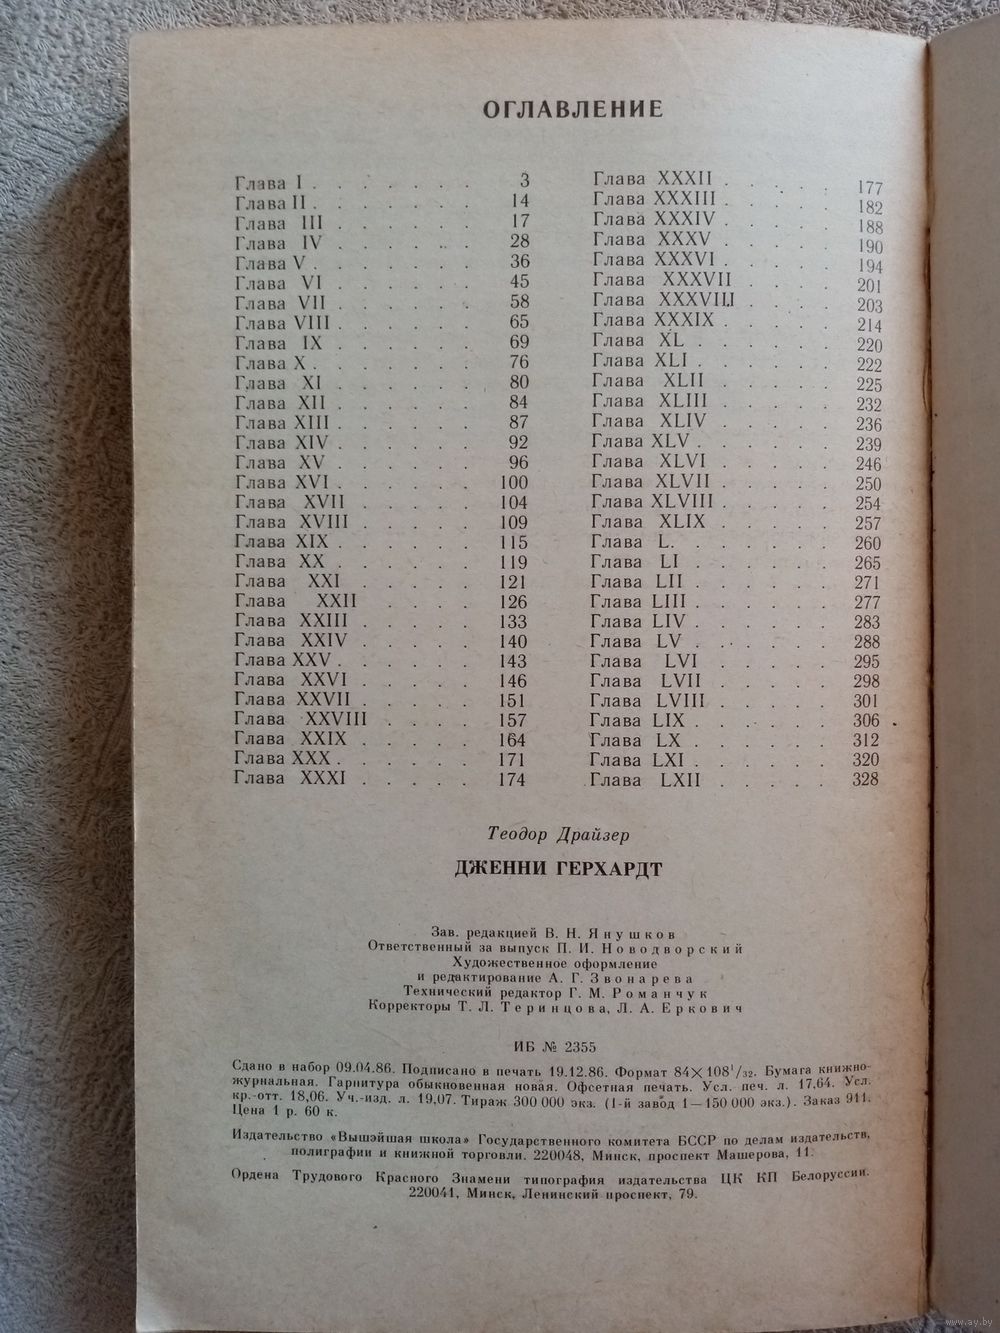 ОГЛАВЛЕНИЕ
Глава I . . . . . . . 3
Глава II . . . . . . . 14
Глава III . . . . . . 17
Глава IV . . . . . . 28
Глава V . . . . . . . 36
Глава VI . . . . . . 45
Глава VII . . . . . . 58
Глава VIII . . . . . . 65
Глава IX . . . . . . 69
Глава X . . . . . . . 76
Глава XI . . . . . . 80
Глава XII . . . . . . 84
Глава XIII . . . . . . 87
Глава XIV . . . . . . 92
Глава XV . . . . . . 96
Глава XVI . . . . . . 100
Глава XVII . . . . . 104
Глава XVIII . . . . . 109
Глава XIX . . . . . . 115
Глава XX . . . . . . 119
Глава XXI . . . . . 121
Глава XXII . . . . 126
Глава XXIII . . . . . 133
Глава XXIV . . . . . 140
Глава XXV . . . . . . 143
Глава XXVI . . . . . 146
Глава XXVII . . . . . 151
Глава XXVIII . . . . 157
Глава XXIX . . . . . 164
Глава XXX . . . . . . 171
Глава XXXI . . . . . 174
Глава XXXII . . . . . 177
Глава XXXIII . . . . . 182
Глава XXXIV . . . . . 188
Глава XXXV . . . . . 190
Глава XXXVI . . . . . 194
Глава XXXVII . . . . 201
Глава XXXVIII . . . . 203
Глава XXXIX . . . . . 214
Глава XL . . . . . . 220
Глава XLI . . . . . . 222
Глава XLII . . . . . 225
Глава XLIII . . . . . 232
Глава XLIV . . . . . 236
Глава XLV . . . . . . 239
Глава XLVI . . . . . 246
Глава XLVII . . . . . 250
Глава XLVIII . . . . . 254
Глава XLIX . . . . . 257
Глава L. . . . . . . 260
Глава LI . . . . . . 265
Глава LII . . . . . . 271
Глава LIII . . . . . . 277
Глава LIV . . . . . . 283
Глава LV . . . . . . 288
Глава LVI . . . . . 295
Глава LVII . . . . . 298
Глава LVIII . . . . . 301
Глава LIX . . . . . . 306
Глава LX . . . . . . 312
Глава LXI . . . . . . 320
Глава LXII . . . . . 328
Теодор Драйзер
ДЖЕННИ ГЕРХАРДТ
Зав. редакцией В. Н. Янушков
Ответственный за выпуск П. И. Новодворский
Художественное оформление
и редактирование А. Г. Звонарева
Технический редактор Г. М. Романчук
Корректоры Т. Л. Теринцова, Л. А. Еркович
ИБ № 2355
Сдано в набор 09.04.86. Подписано в печать 19.12.86. Формат 84×108¹/₃₂. Бумага книжно-
журнальная. Гарнитура обыкновенная новая. Офсетная печать. Усл. печ. л. 17,64. Усл.
кр.-отт. 18,06. Уч.-изд. л. 19,07. Тираж 300 000 экз. (1-й завод 1—150 000 экз.). Заказ 911.
Цена 1 р. 60 к.
Издательство «Вышэйшая школа» Государственного комитета БССР по делам издательств,
полиграфии и книжной торговли. 220048, Минск, проспект Машерова, 11.
Ордена Трудового Красного Знамени типография издательства ЦК КП Белоруссии.
220041, Минск, Ленинский проспект, 79.
www.ay.by